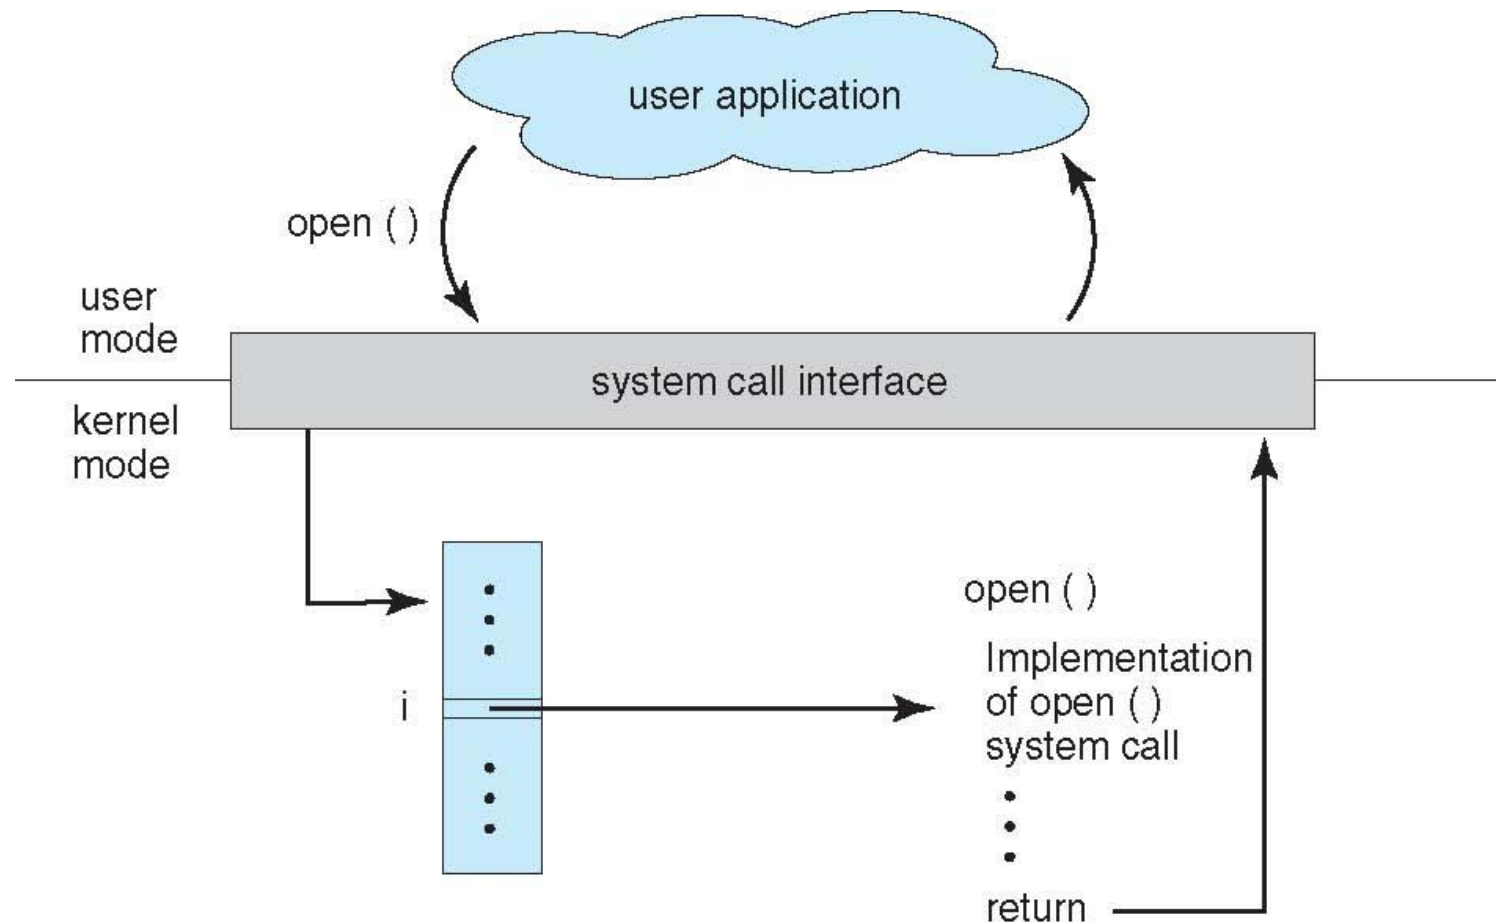 user application
open ( )
user
mode
system call interface
kernel
mode
open ( )
Implementation
of open ( )
system call
i
return